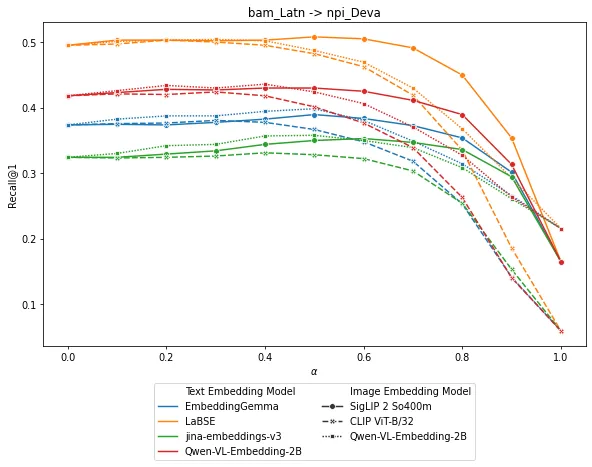 bam_Latn -> npi_Deva
Recall@1
0.5
0.4
0.3
0.2
0.1
0.0 0.2 0.4 0.6 0.8 1.0
α
Text Embedding Model
EmbeddingGemma
LaBSE
jina-embeddings-v3
Qwen-VL-Embedding-2B
Image Embedding Model
SigLIP 2 So400m
CLIP ViT-B/32
Qwen-VL-Embedding-2B